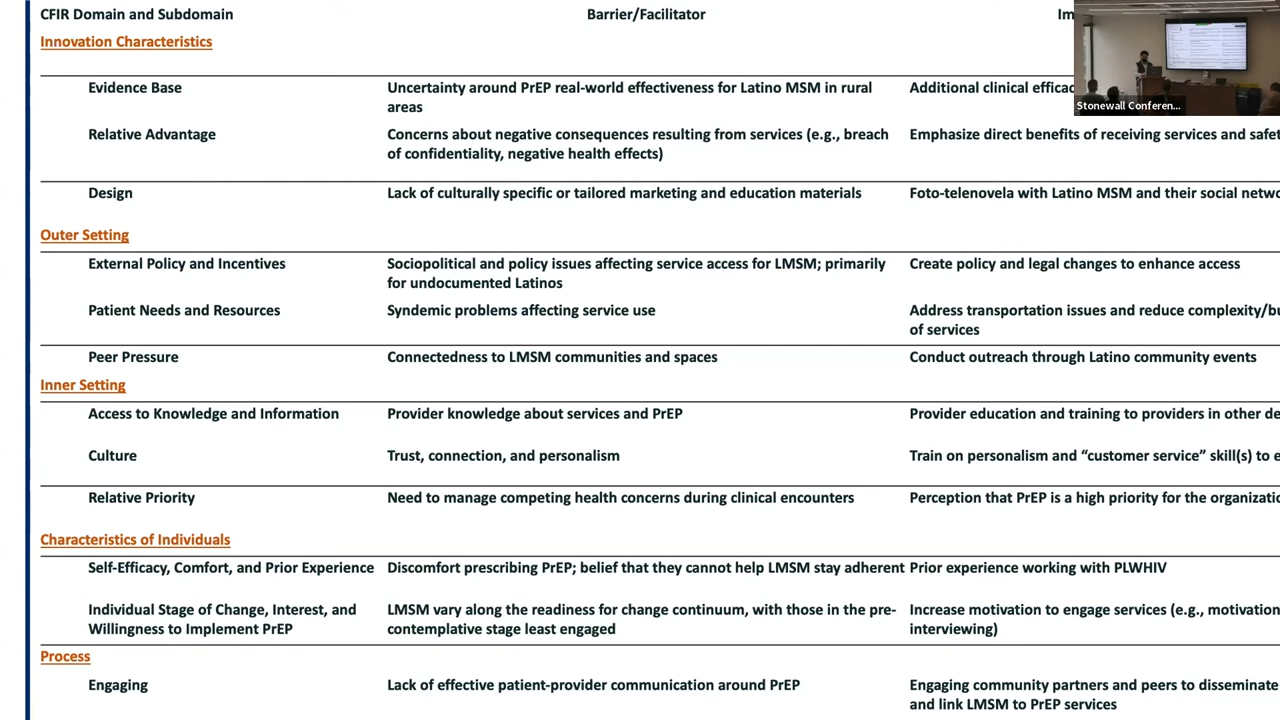 CFIR Domain and Subdomain Barrier/Facilitator Im
Stonewall Conferen...
Innovation Characteristics
Evidence Base Uncertainty around PrEP real-world effectiveness for Latino MSM in rural Additional clinical efficac
areas
Relative Advantage Concerns about negative consequences resulting from services (e.g., breach Emphasize direct benefits of receiving services and safet
of confidentiality, negative health effects)
Design Lack of culturally specific or tailored marketing and education materials Foto-telenovela with Latino MSM and their social netwo
Outer Setting
External Policy and Incentives Sociopolitical and policy issues affecting service access for LMSM; primarily Create policy and legal changes to enhance access
for undocumented Latinos
Patient Needs and Resources Syndemic problems affecting service use Address transportation issues and reduce complexity/bu
of services
Peer Pressure Connectedness to LMSM communities and spaces Conduct outreach through Latino community events
Inner Setting
Access to Knowledge and Information Provider knowledge about services and PrEP Provider education and training to providers in other de
Culture Trust, connection, and personalism Train on personalism and “customer service” skill(s) to e
Relative Priority Need to manage competing health concerns during clinical encounters Perception that PrEP is a high priority for the organizatio
Characteristics of Individuals
Self-Efficacy, Comfort, and Prior Experience Discomfort prescribing PrEP; belief that they cannot help LMSM stay adherent Prior experience working with PLWHIV
Individual Stage of Change, Interest, and LMSM vary along the readiness for change continuum, with those in the pre- Increase motivation to engage services (e.g., motivation
Willingness to Implement PrEP contemplative stage least engaged interviewing)
Process
Engaging Lack of effective patient-provider communication around PrEP Engaging community partners and peers to disseminate
and link LMSM to PrEP services